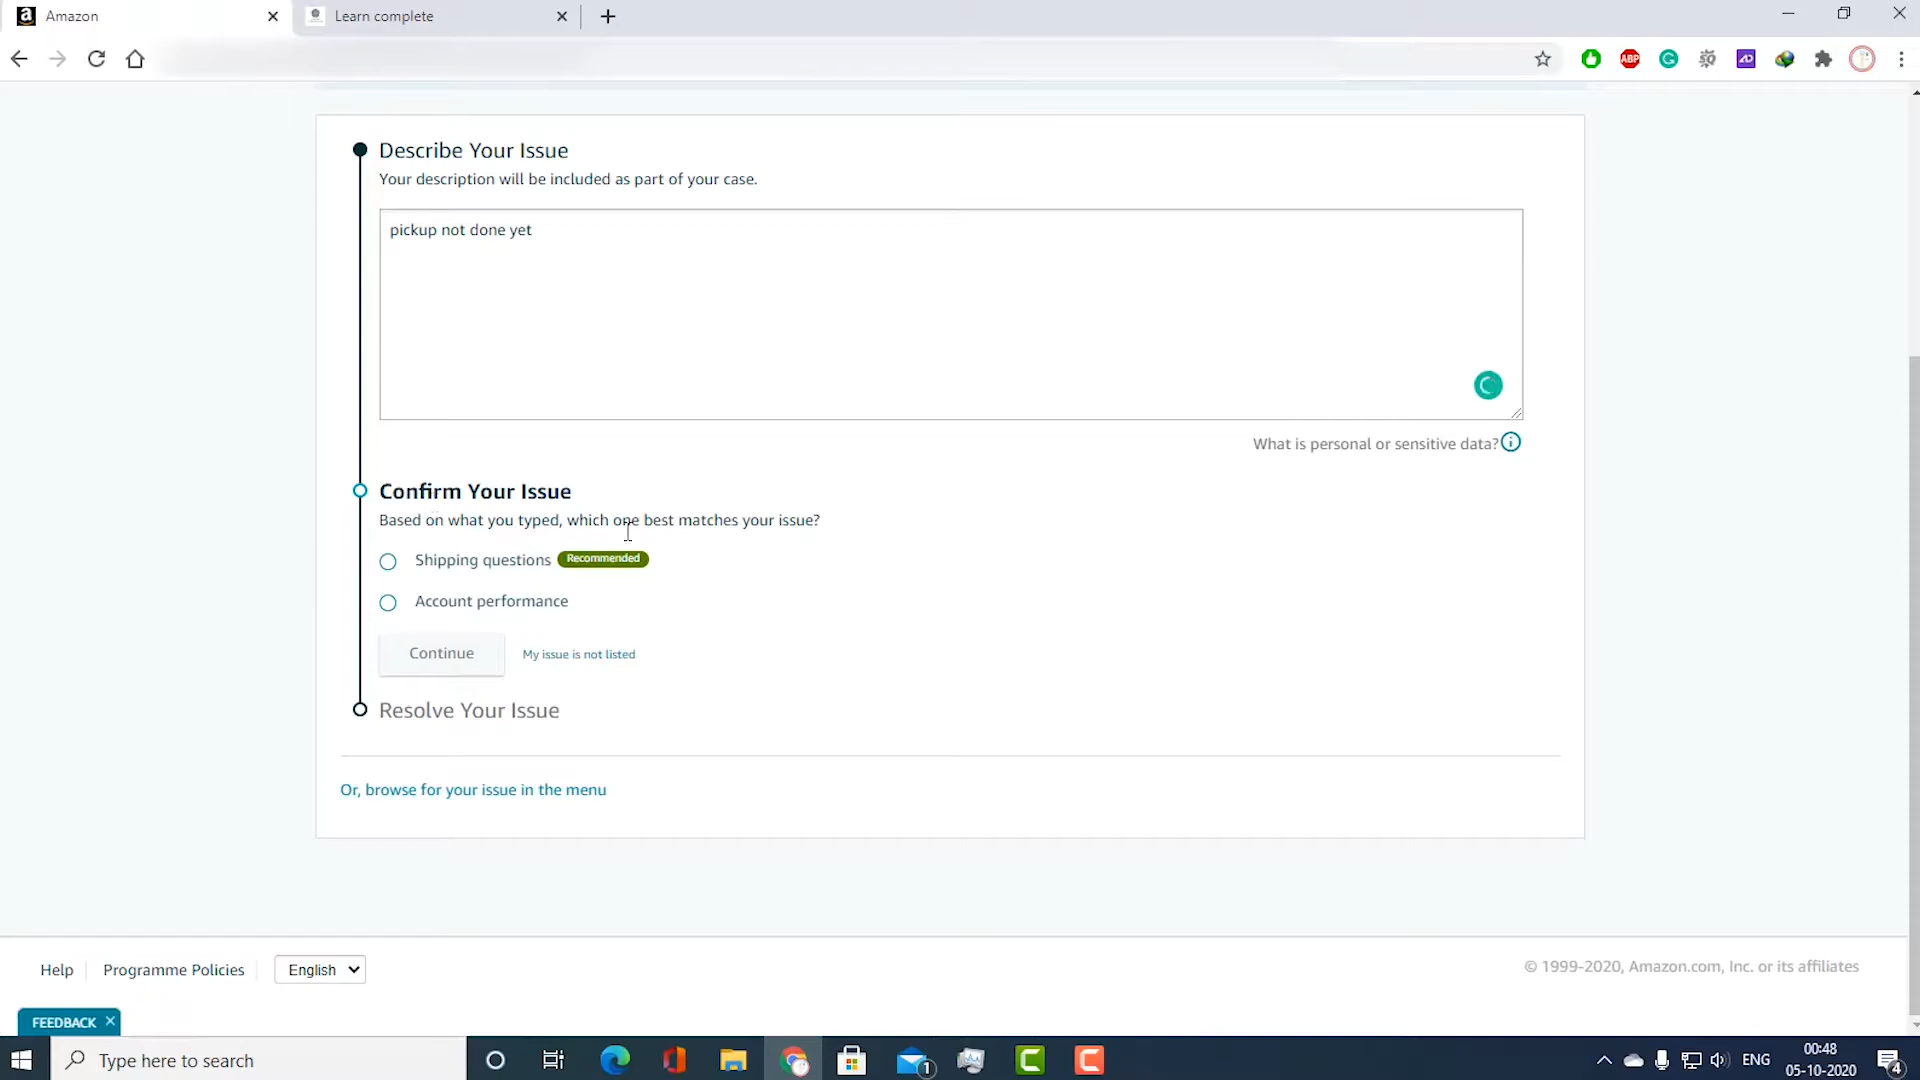 Amazon
Learn complete
ABP
Describe Your Issue
Your description will be included as part of your case.
pickup not done yet
What is personal or sensitive data?
Confirm Your Issue
Based on what you typed, which one best matches your issue?
Shipping questions Recommended
Account performance
Continue My issue is not listed
Resolve Your Issue
Or, browse for your issue in the menu
Help Programme Policies English
© 1999-2020, Amazon.com, Inc. or its affiliates
FEEDBACK
Type here to search
1
ENG
00:48
05-10-2020
4